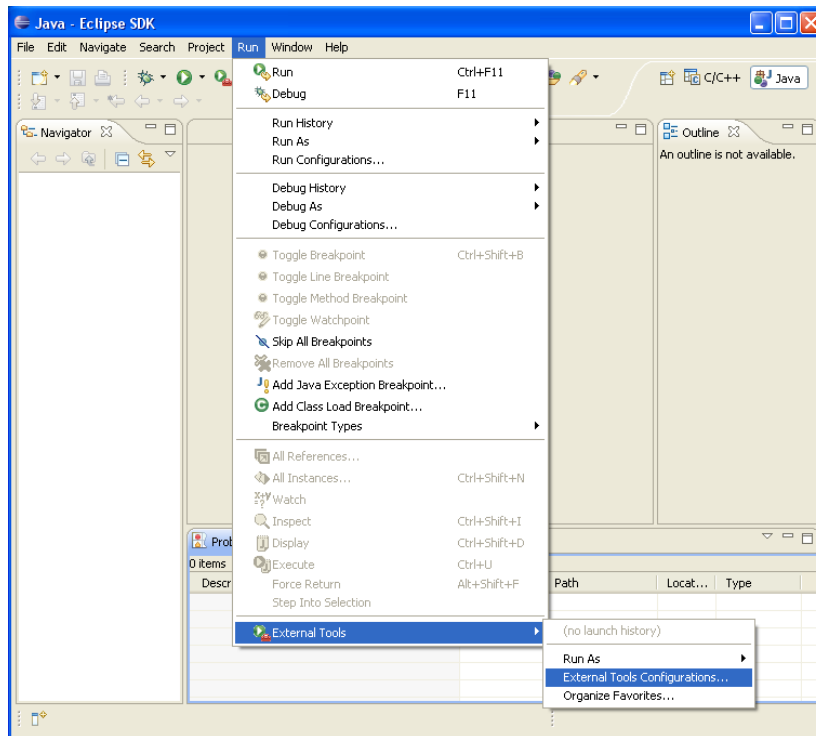 Java - Eclipse SDK
File Edit Navigate Search Project Run Window Help
C/C++ Java
Navigator
Outline
An outline is not available.
Run Ctrl+F11
Debug F11
Run History
Run As
Run Configurations...
Debug History
Debug As
Debug Configurations...
Toggle Breakpoint Ctrl+Shift+B
Toggle Line Breakpoint
Toggle Method Breakpoint
Toggle Watchpoint
Skip All Breakpoints
Remove All Breakpoints
Add Java Exception Breakpoint...
Add Class Load Breakpoint...
Breakpoint Types
All References...
All Instances... Ctrl+Shift+N
Watch
Inspect Ctrl+Shift+I
Display Ctrl+Shift+D
Execute Ctrl+U
Force Return Alt+Shift+F
Step Into Selection
External Tools
Prob
0 items
Descr Path Locat... Type
(no launch history)
Run As
External Tools Configurations...
Organize Favorites...